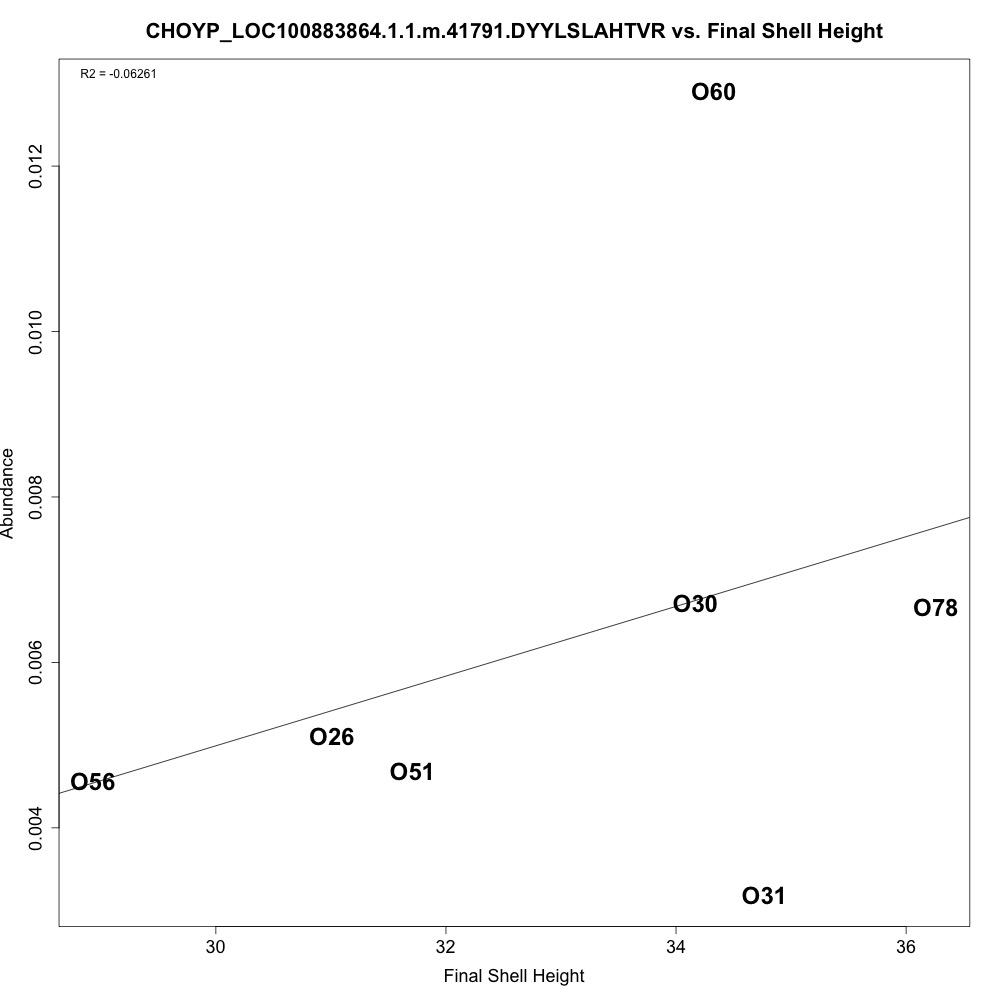 CHOYP_LOC100883864.1.1.m.41791.DYYLSLAHTVR vs. Final Shell Height
R2 = -0.06261
O60
0.012
0.010
Abundance
0.008
O30
O78
0.006
O26
O51
O56
0.004
O31
30 32 34 36
Final Shell Height